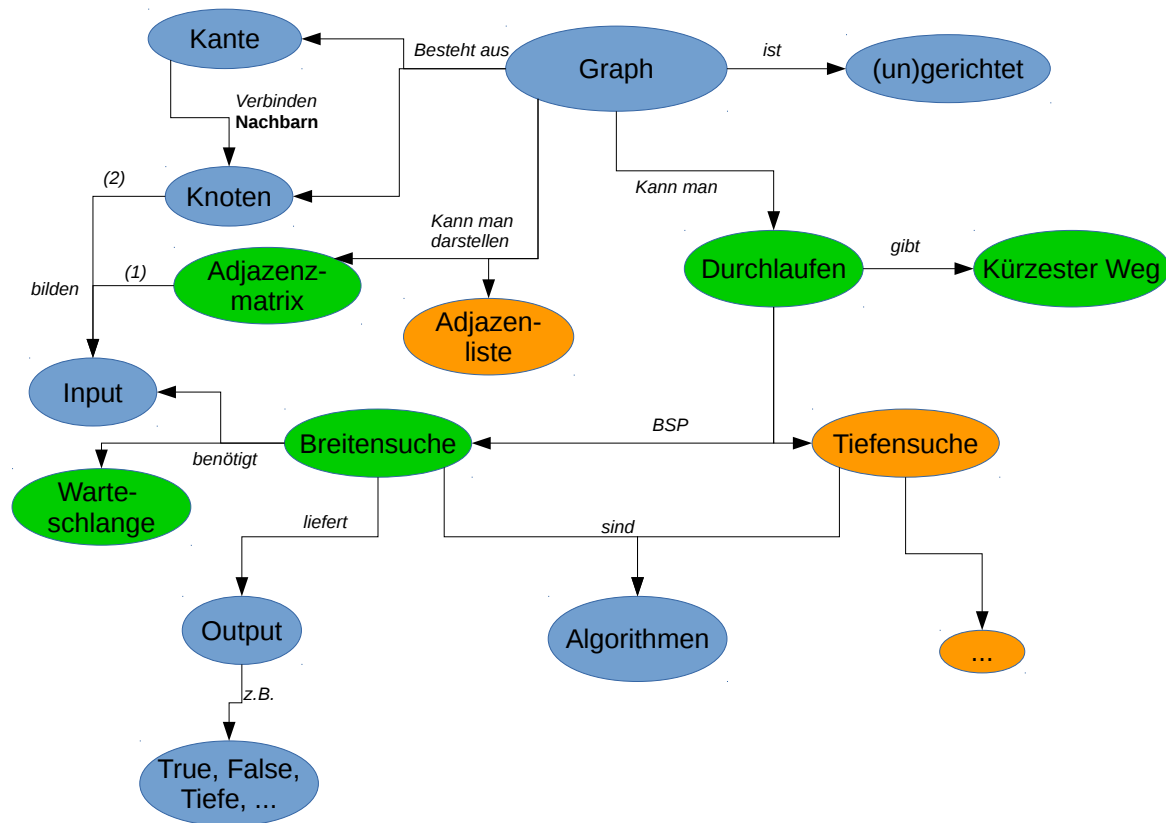 Kante
Besteht aus
Graph
ist
(un)gerichtet
Verbinden
Nachbarn
(2)
Knoten
Kann man
Kann man
darstellen
Adjazenz-
matrix
(1)
bilden
Durchlaufen
gibt
Kürzester Weg
Adjazen-
liste
Input
Breitensuche
BSP
Tiefensuche
benötigt
Warte-
schlange
liefert
sind
Output
Algorithmen
...
z.B.
True, False,
Tiefe, ...